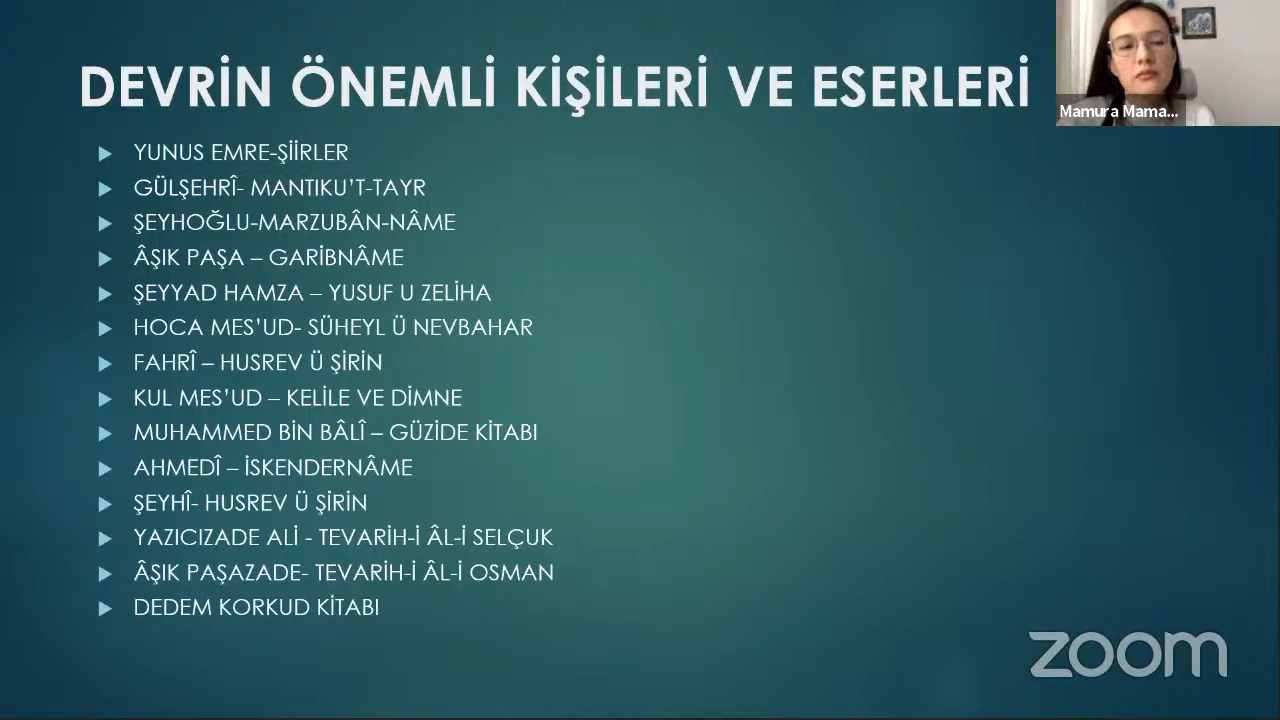 DEVRİN ÖNEMLİ KİŞİLERİ VE ESERLERİ
Mamura Mama...
YUNUS EMRE-ŞİİRLER
GÜLŞEHRÎ- MANTIKU'T-TAYR
ŞEYHOĞLU-MARZUBÂN-NÂME
ÂŞIK PAŞA – GARİBNÂME
ŞEYYAD HAMZA – YUSUF U ZELİHA
HOCA MES'UD- SÜHEYL Ü NEVBAHAR
FAHRÎ – HUSREV Ü ŞİRİN
KUL MES'UD – KELİLE VE DİMNE
MUHAMMED BİN BÂLÎ – GÜZİDE KİTABI
AHMEDÎ – İSKENDERNÂME
ŞEYHÎ- HUSREV Ü ŞİRİN
YAZICIZADE ALİ - TEVARİH-İ ÂL-İ SELÇUK
ÂŞIK PAŞAZADE- TEVARİH-İ ÂL-İ OSMAN
DEDEM KORKUD KİTABI
zoom